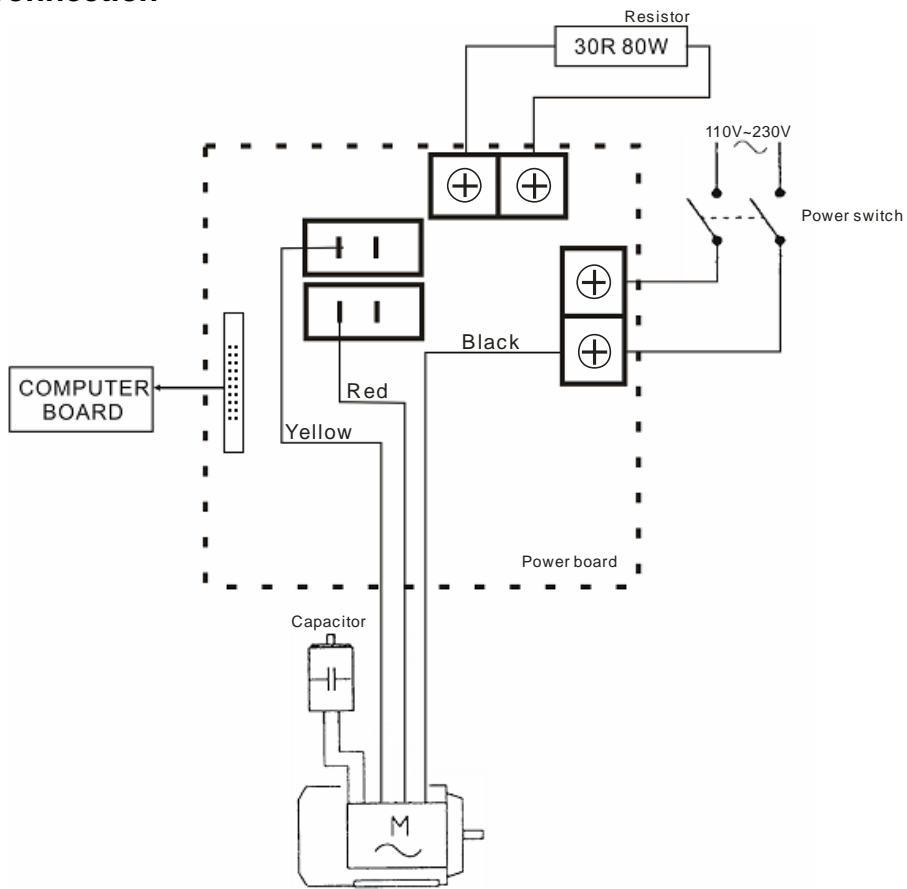 Resistor
30R 80W
110V~230V
Power switch
Black
Red
COMPUTER
BOARD
Yellow
Power board
Capacitor
M